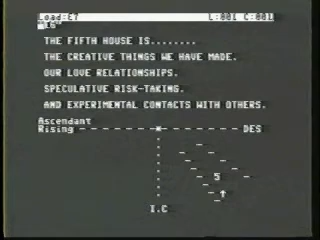 Load:E7 L:001 C:001
"16"
THE FIFTH HOUSE IS........
THE CREATIVE THINGS WE HAVE MADE.
OUR LOVE RELATIONSHIPS.
SPECULATIVE RISK-TAKING.
AND EXPERIMENTAL CONTACTS WITH OTHERS.
Ascendant
Rising DES
5
I.C